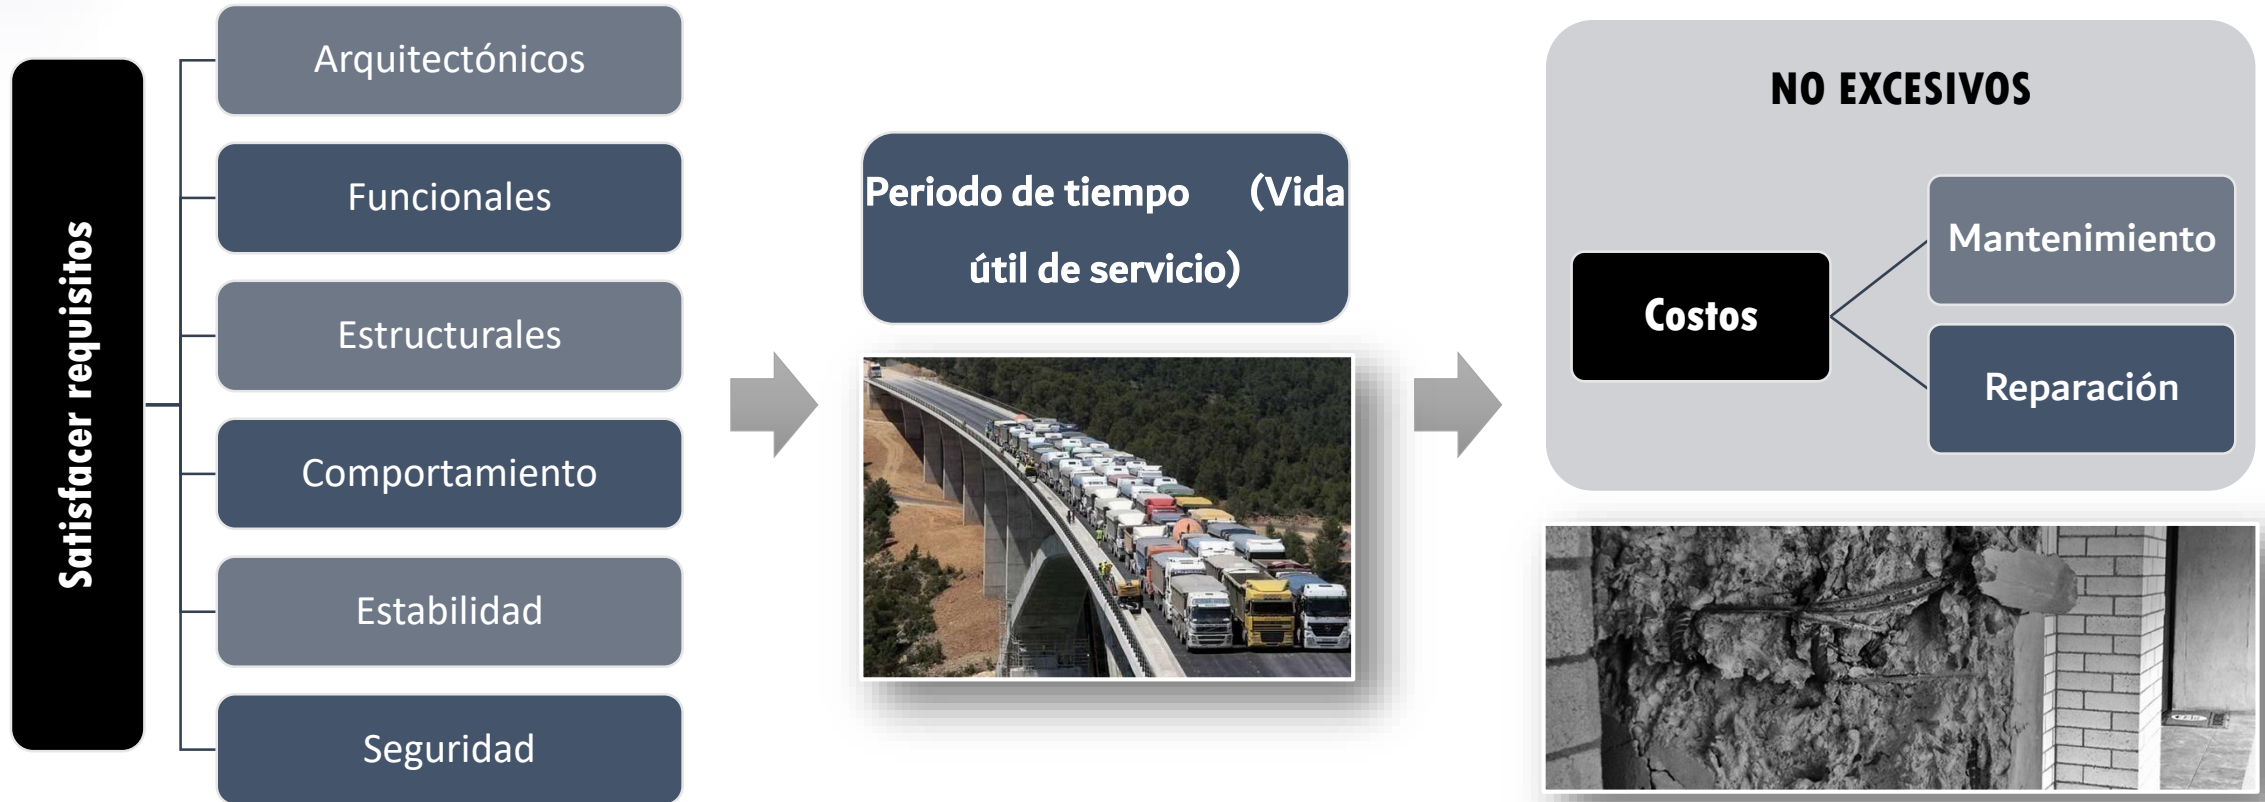 Satisfacer requisitos
Arquitectónicos
Funcionales
Estructurales
Comportamiento
Estabilidad
Seguridad
Periodo de tiempo (Vida
útil de servicio)
NO EXCESIVOS
Costos
Mantenimiento
Reparación